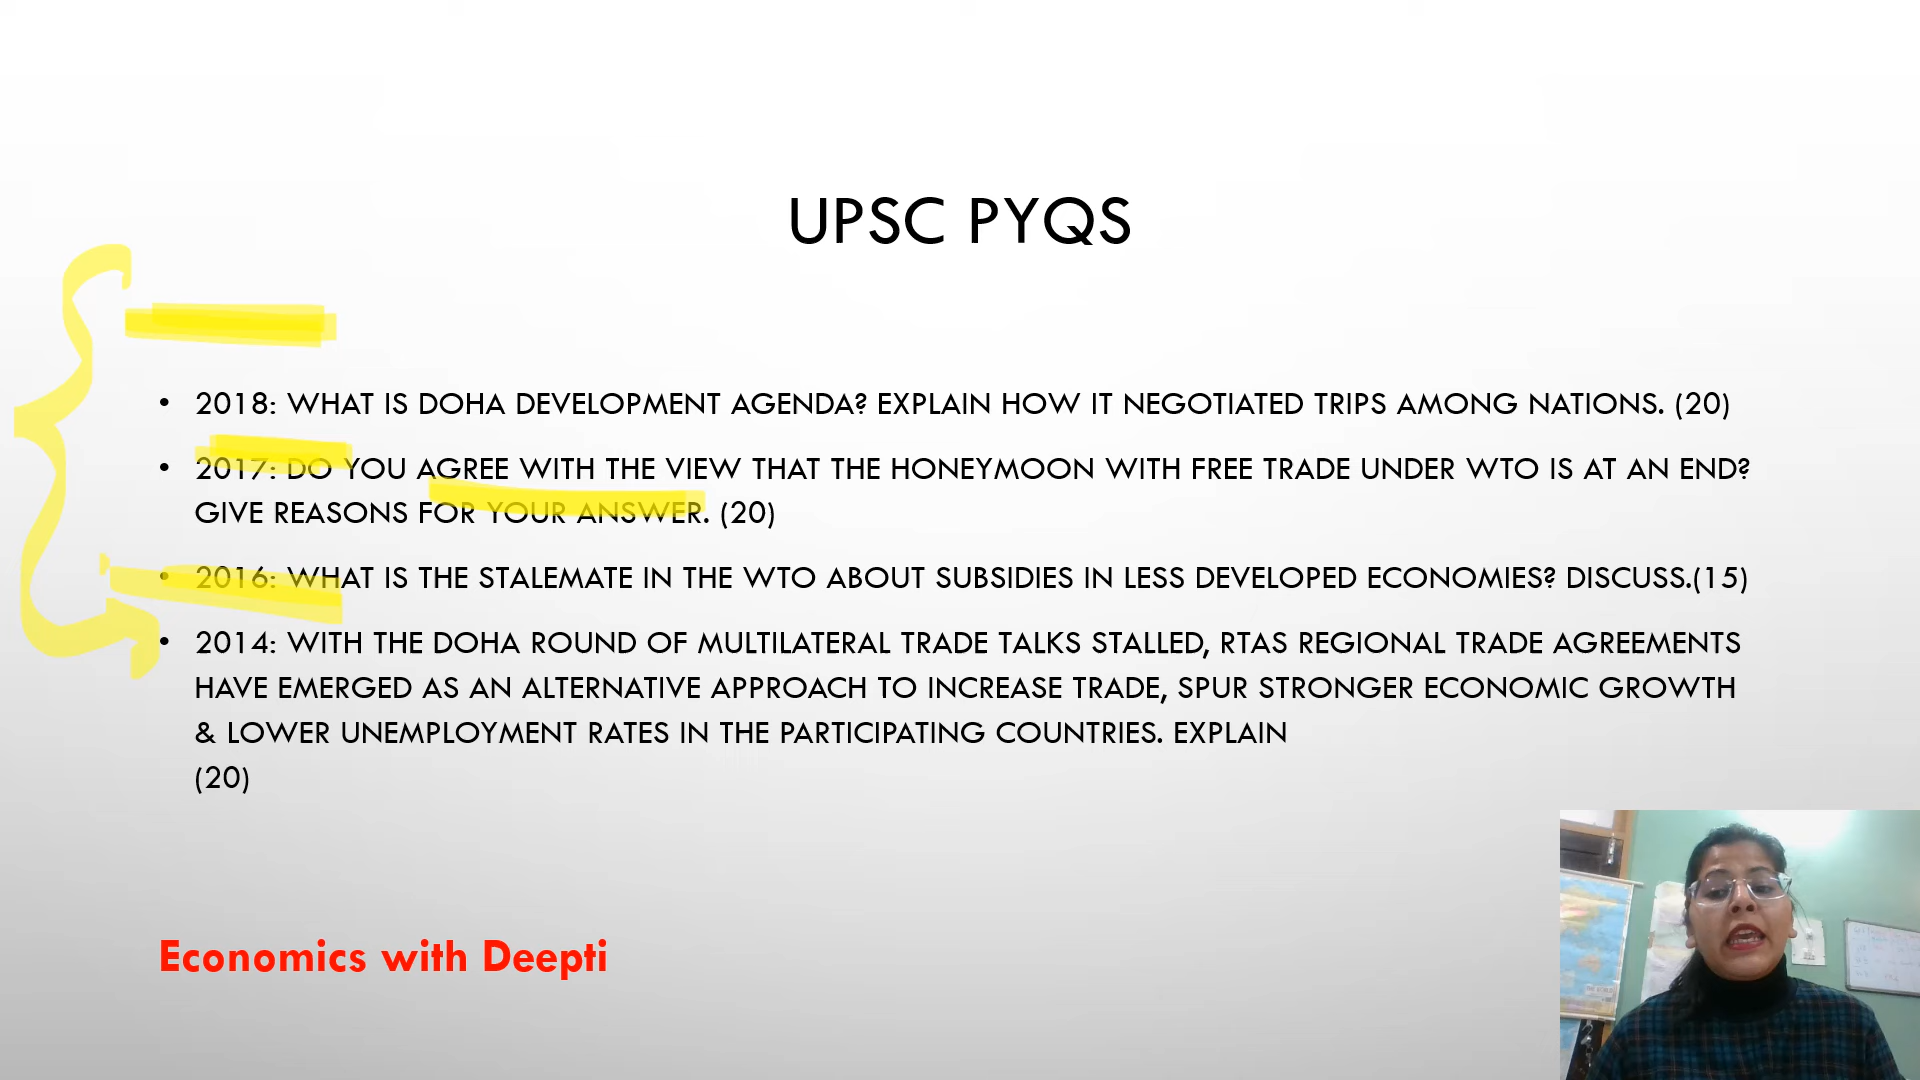 UPSC PYQS
• 2018: WHAT IS DOHA DEVELOPMENT AGENDA? EXPLAIN HOW IT NEGOTIATED TRIPS AMONG NATIONS. (20)
• 2017: DO YOU AGREE WITH THE VIEW THAT THE HONEYMOON WITH FREE TRADE UNDER WTO IS AT AN END?
GIVE REASONS FOR YOUR ANSWER. (20)
• 2016: WHAT IS THE STALEMATE IN THE WTO ABOUT SUBSIDIES IN LESS DEVELOPED ECONOMIES? DISCUSS.(15)
• 2014: WITH THE DOHA ROUND OF MULTILATERAL TRADE TALKS STALLED, RTAS REGIONAL TRADE AGREEMENTS
HAVE EMERGED AS AN ALTERNATIVE APPROACH TO INCREASE TRADE, SPUR STRONGER ECONOMIC GROWTH
& LOWER UNEMPLOYMENT RATES IN THE PARTICIPATING COUNTRIES. EXPLAIN
(20)
Economics with Deepti